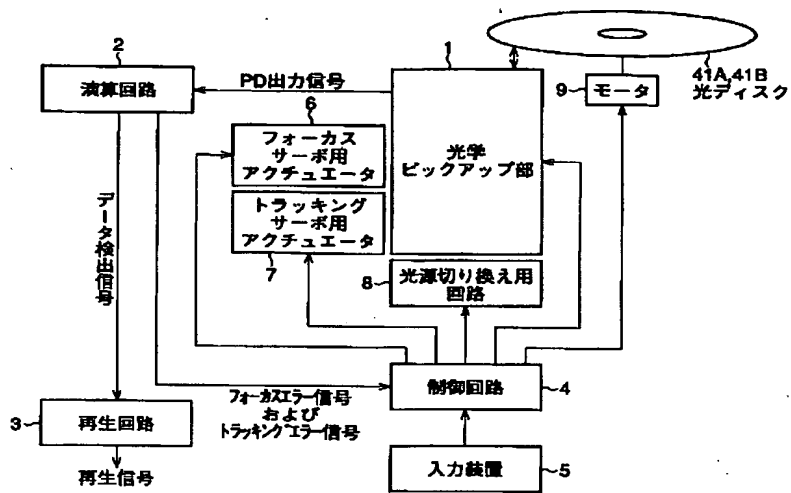 2
演算回路
PD出力信号
1
光学
ピックアップ部
41A,41B
光ディスク
9
モータ
6
フォーカス
サーボ用
アクチュエータ
トラッキング
サーボ用
アクチュエータ
7
8
光源切り換え用
回路
データ検出信号
制御回路
4
フォーカスエラー信号
および
トラッキングエラー信号
3
再生回路
再生信号
入力装置
5